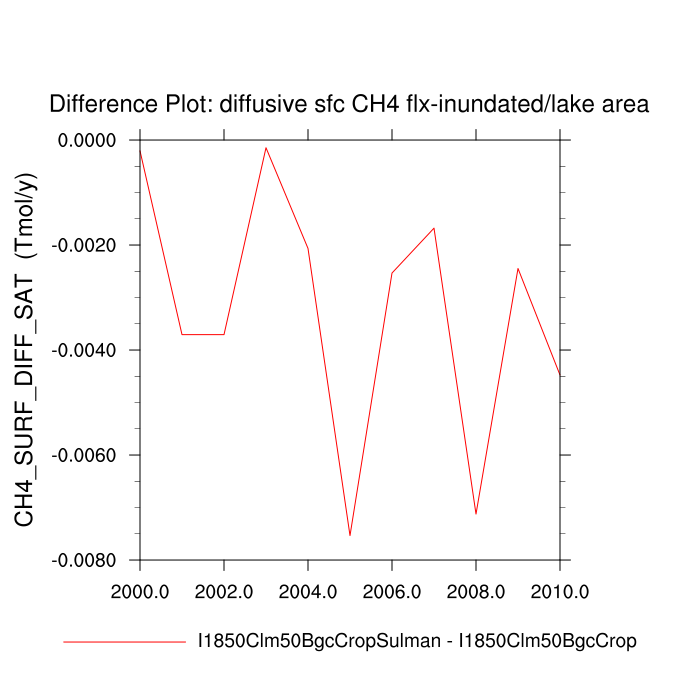 Difference Plot: diffusive sfc CH4 flx-inundated/lake area
CH4_SURF_DIFF_SAT (Tmol/y)
0.0000
-0.0020
-0.0040
-0.0060
-0.0080
2000.0 2002.0 2004.0 2006.0 2008.0 2010.0
I1850Clm50BgcCropSulman - I1850Clm50BgcCrop